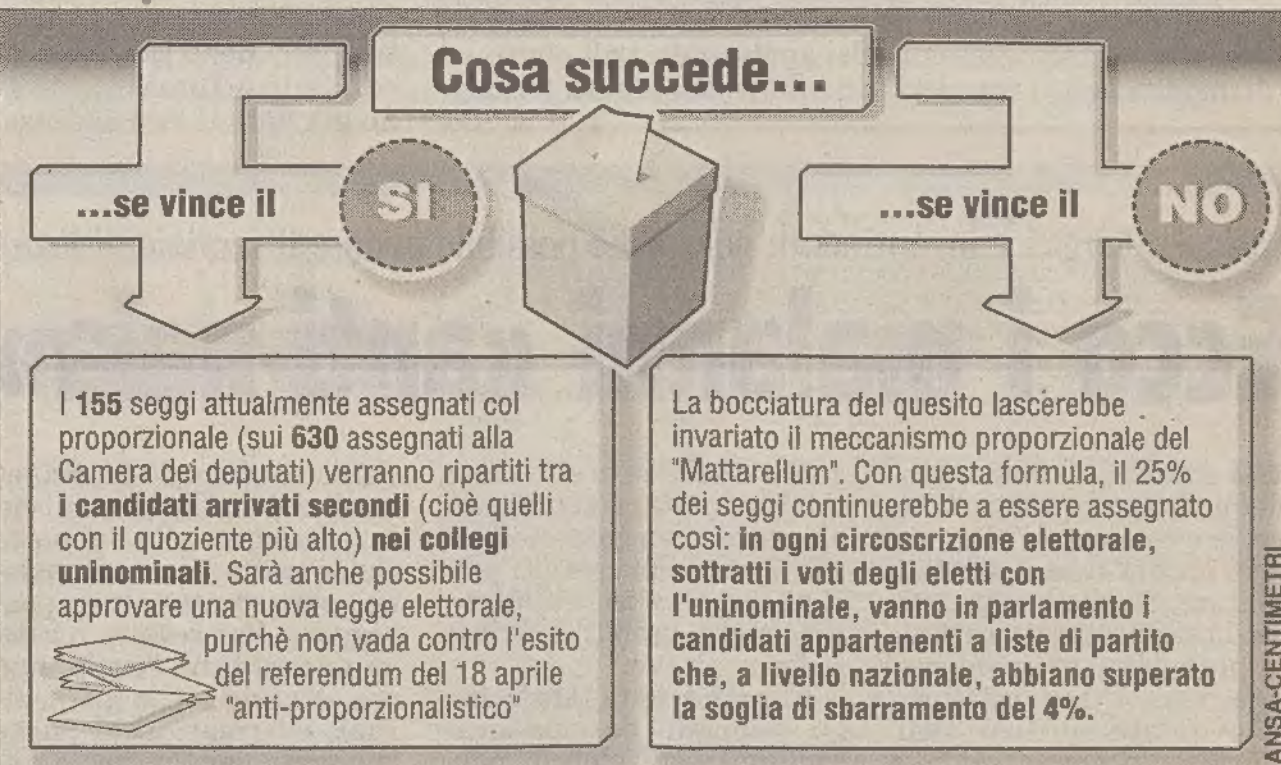 Cosa succede...
...se vince il SI
...se vince il NO
I 155 seggi attualmente assegnati col
proporzionale (sui 630 assegnati alla
Camera dei deputati) verranno ripartiti tra
i candidati arrivati secondi (cioè quelli
con il quoziente più alto) nei collegi
uninominali. Sarà anche possibile
approvare una nuova legge elettorale,
purchè non vada contro l'esito
del referendum del 18 aprile
"anti-proporzionalistico"
La bocciatura del quesito lascerebbe
invariato il meccanismo proporzionale del
"Mattarellum". Con questa formula, il 25%
dei seggi continuerebbe a essere assegnato
così: in ogni circoscrizione elettorale,
sottratti i voti degli eletti con
l'uninominale, vanno in parlamento i
candidati appartenenti a liste di partito
che, a livello nazionale, abbiano superato
la soglia di sbarramento del 4%.
ANSA-CENTIMETRI